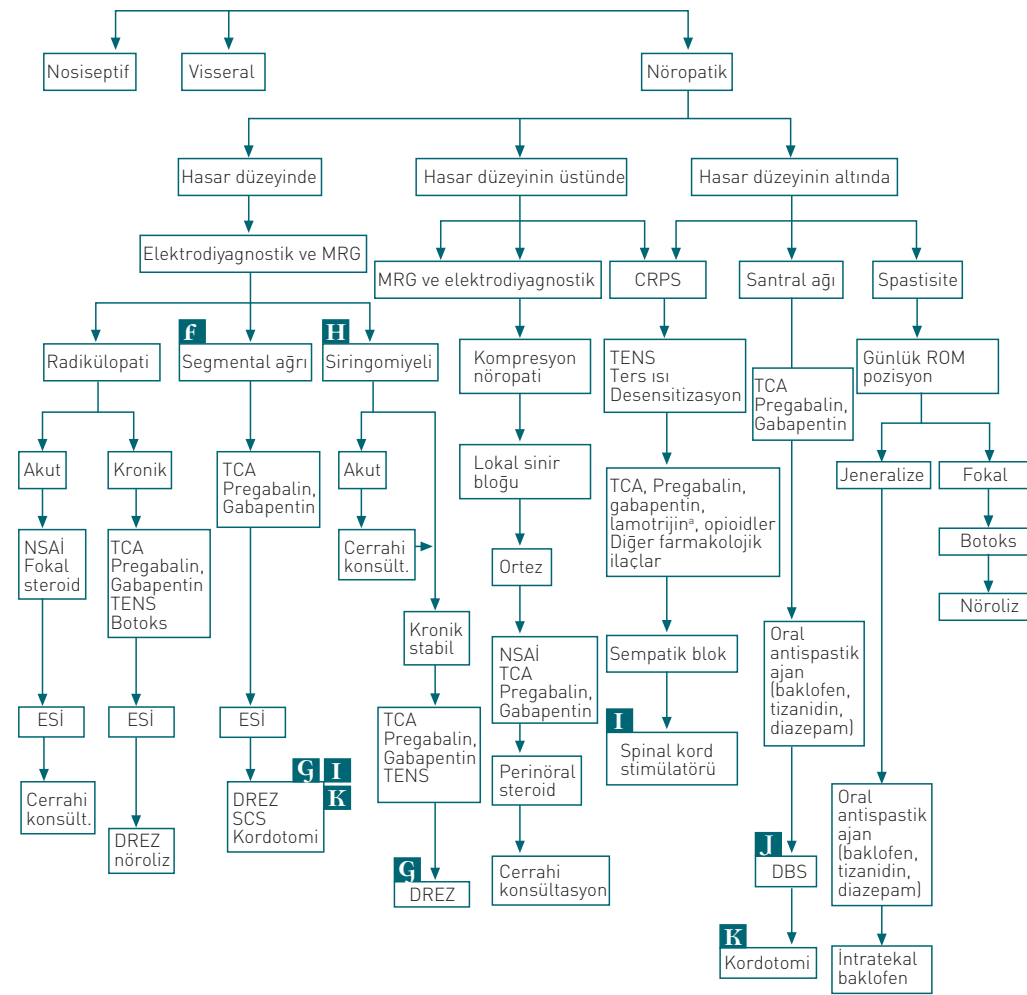 Nosiseptif
Visseral
Nöropatik
Hasar düzeyinde
Hasar düzeyinin üstünde
Hasar düzeyinin altında
Elektrodiyagnostik ve MRG
MRG ve elektrodiyagnostik
CRPS
Santral ağı
Spastisite
Radikülopati
F
Segmental ağrı
H
Siringomiyeli
Kompresyon
nöropati
TENS
Ters ısı
Desensitizasyon
TCA
Pregabalin,
Gabapentin
Günlük ROM
pozisyon
Akut
Kronik
TCA
Pregabalin,
Gabapentin
Akut
Lokal sinir
bloğu
TCA, Pregabalin,
gabapentin,
lamotrijinª, opioidler
Diğer farmakolojik
ilaçlar
Jeneralize
Fokal
NSAİ
Fokal
steroid
TCA
Pregabalin,
Gabapentin
TENS
Botoks
Cerrahi
konsült.
Ortez
Botoks
Nöroliz
Kronik
stabil
NSAİ
TCA
Pregabalin,
Gabapentin
Sempatik blok
Oral
antispastik
ajan
(baklofen,
tizanidin,
diazepam)
ESİ
ESİ
ESİ
TCA
Pregabalin,
Gabapentin
TENS
I
Spinal kord
stimülatörü
Cerrahi
konsült.
DREZ
nöroliz
G I
K
DREZ
SCS
Kordotomi
Perinöral
steroid
Oral
antispastik
ajan
(baklofen,
tizanidin,
diazepam)
G
DREZ
Cerrahi
konsültasyon
J
DBS
K
Kordotomi
İntratekal
baklofen